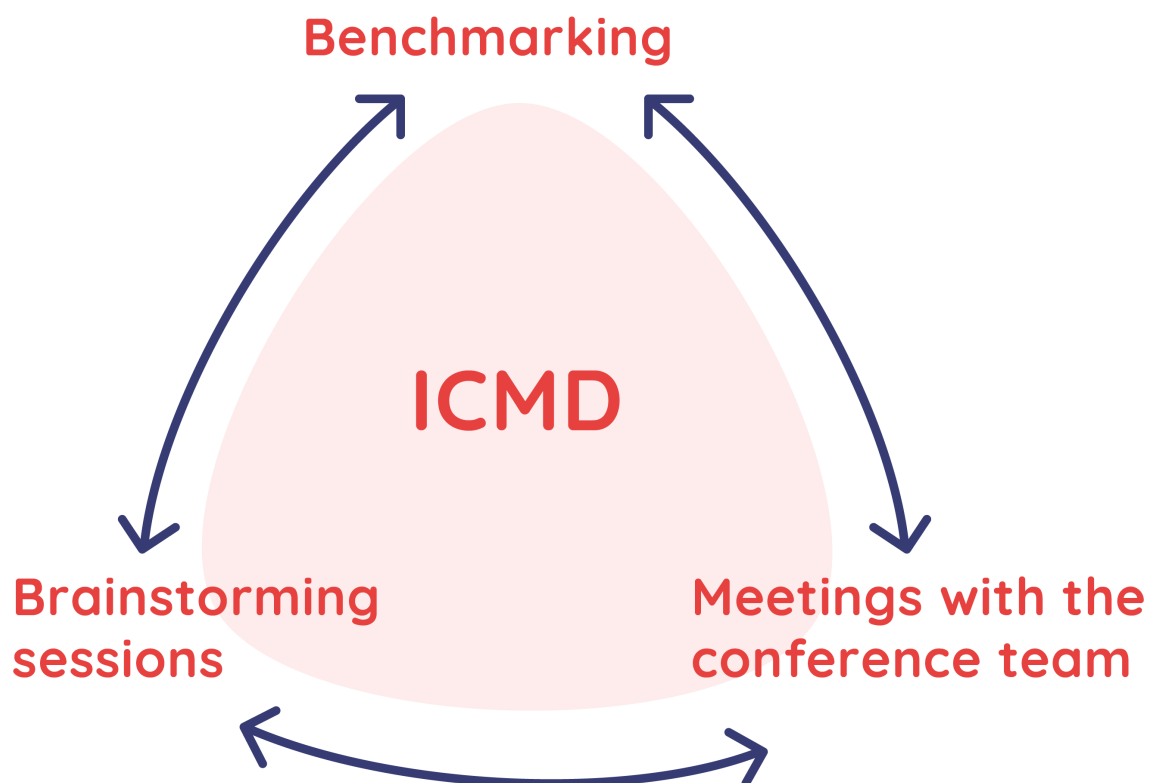 Benchmarking
ICMD
Brainstorming
sessions
Meetings with the
conference team